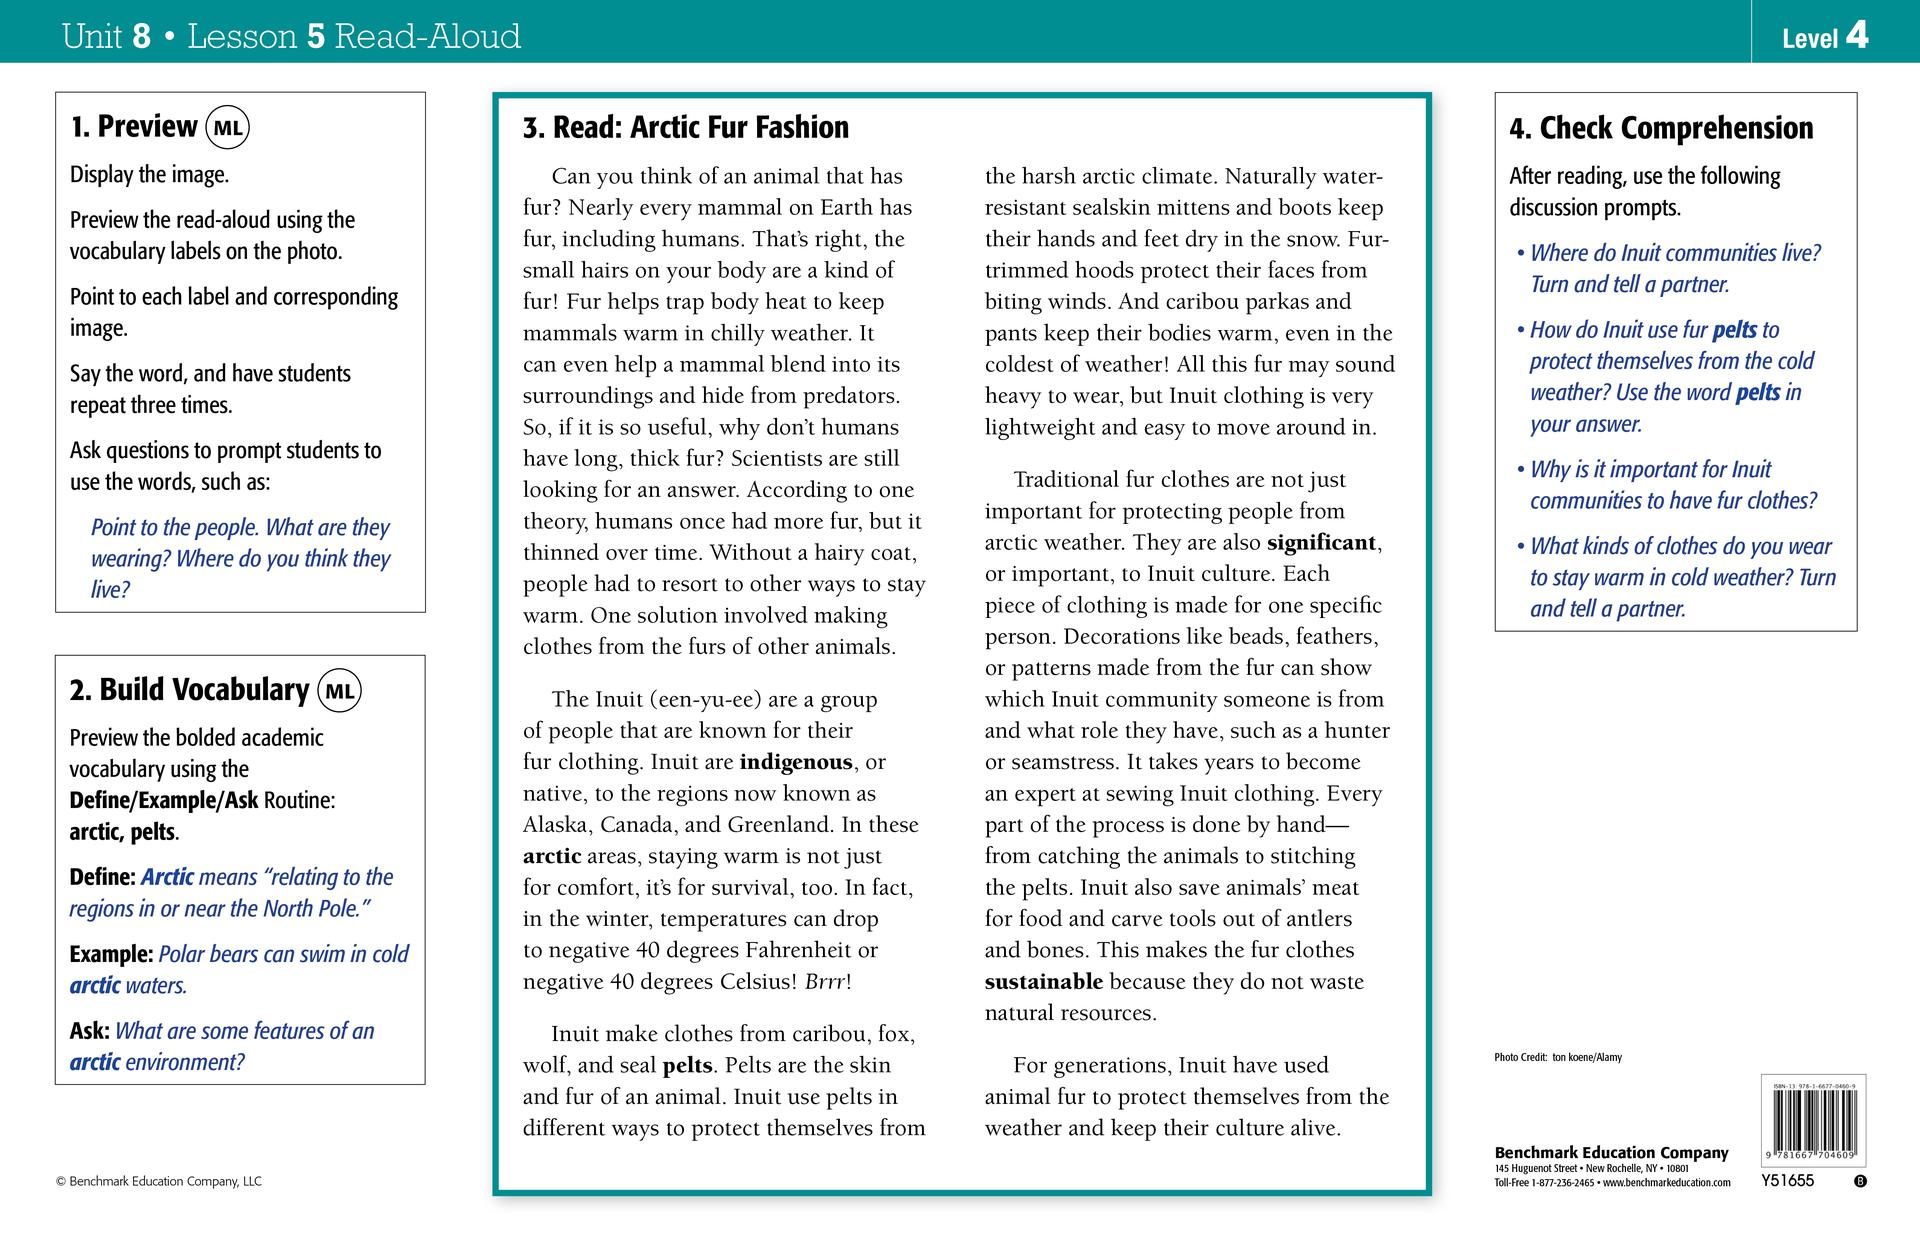 Unit 8 • Lesson 5 Read-Aloud
Level 4
1. Preview ML
Display the image.
Preview the read-aloud using the
vocabulary labels on the photo.
Point to each label and corresponding
image.
Say the word, and have students
repeat three times.
Ask questions to prompt students to
use the words, such as:
Point to the people. What are they
wearing? Where do you think they
live?
2. Build Vocabulary ML
Preview the bolded academic
vocabulary using the
Define/Example/Ask Routine:
arctic, pelts.
Define: Arctic means “relating to the
regions in or near the North Pole.”
Example: Polar bears can swim in cold
arctic waters.
Ask: What are some features of an
arctic environment?
© Benchmark Education Company, LLC
3. Read: Arctic Fur Fashion
Can you think of an animal that has
fur? Nearly every mammal on Earth has
fur, including humans. That’s right, the
small hairs on your body are a kind of
fur! Fur helps trap body heat to keep
mammals warm in chilly weather. It
can even help a mammal blend into its
surroundings and hide from predators.
So, if it is so useful, why don’t humans
have long, thick fur? Scientists are still
looking for an answer. According to one
theory, humans once had more fur, but it
thinned over time. Without a hairy coat,
people had to resort to other ways to stay
warm. One solution involved making
clothes from the furs of other animals.
The Inuit (een-yu-ee) are a group
of people that are known for their
fur clothing. Inuit are indigenous, or
native, to the regions now known as
Alaska, Canada, and Greenland. In these
arctic areas, staying warm is not just
for comfort, it’s for survival, too. In fact,
in the winter, temperatures can drop
to negative 40 degrees Fahrenheit or
negative 40 degrees Celsius! Brrr!
Inuit make clothes from caribou, fox,
wolf, and seal pelts. Pelts are the skin
and fur of an animal. Inuit use pelts in
different ways to protect themselves from
the harsh arctic climate. Naturally water-
resistant sealskin mittens and boots keep
their hands and feet dry in the snow. Fur-
trimmed hoods protect their faces from
biting winds. And caribou parkas and
pants keep their bodies warm, even in the
coldest of weather! All this fur may sound
heavy to wear, but Inuit clothing is very
lightweight and easy to move around in.
Traditional fur clothes are not just
important for protecting people from
arctic weather. They are also significant,
or important, to Inuit culture. Each
piece of clothing is made for one specific
person. Decorations like beads, feathers,
or patterns made from the fur can show
which Inuit community someone is from
and what role they have, such as a hunter
or seamstress. It takes years to become
an expert at sewing Inuit clothing. Every
part of the process is done by hand—
from catching the animals to stitching
the pelts. Inuit also save animals’ meat
for food and carve tools out of antlers
and bones. This makes the fur clothes
sustainable because they do not waste
natural resources.
For generations, Inuit have used
animal fur to protect themselves from the
weather and keep their culture alive.
4. Check Comprehension
After reading, use the following
discussion prompts.
• Where do Inuit communities live?
Turn and tell a partner.
• How do Inuit use fur pelts to
protect themselves from the cold
weather? Use the word pelts in
your answer.
• Why is it important for Inuit
communities to have fur clothes?
• What kinds of clothes do you wear
to stay warm in cold weather? Turn
and tell a partner.
Photo Credit: ton koene/Alamy
Benchmark Education Company
145 Huguenot Street • New Rochelle, NY • 10801
Toll-Free 1-877-236-2465 • www.benchmarkeducation.com
ISBN-13 978-1-6677-0460-9
9 781667 704609
Y51655
B